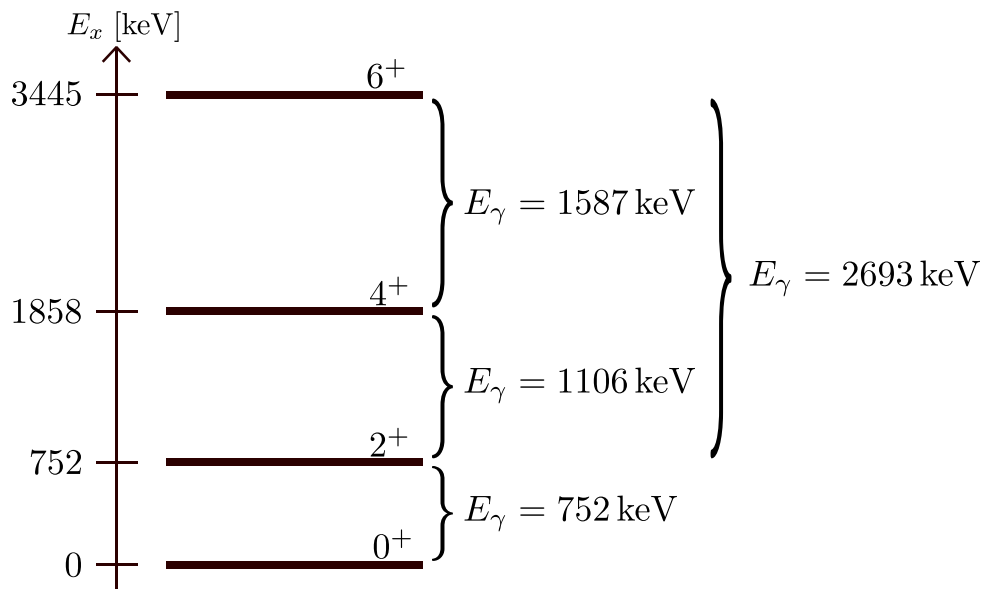 E_x [keV]
3445
6⁺
E_γ = 1587 keV
E_γ = 2693 keV
4⁺
1858
E_γ = 1106 keV
2⁺
752
E_γ = 752 keV
0⁺
0